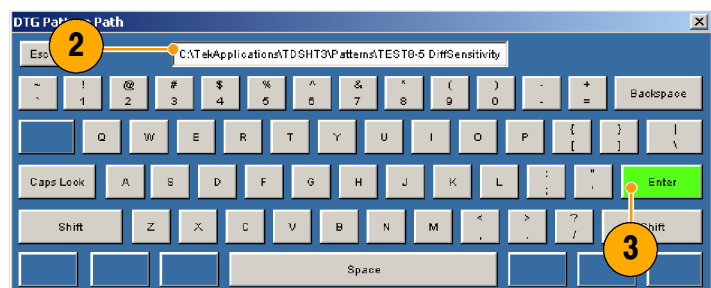 DTG Pattern Path
2
Esc C:\TekApplications\TDSHT3\Patterns\TEST8-5 DiffSensitivity
~ ! @ # $ % ^ & * ( ) - + Backspace
` 1 2 3 4 5 6 7 8 9 0 - =
Q W E R T Y U I O P { } |
[ ] \
Caps Lock A S D F G H J K L : " Enter
; '
Shift Z X C V B N M < > ? Shift
, . /
3
Space